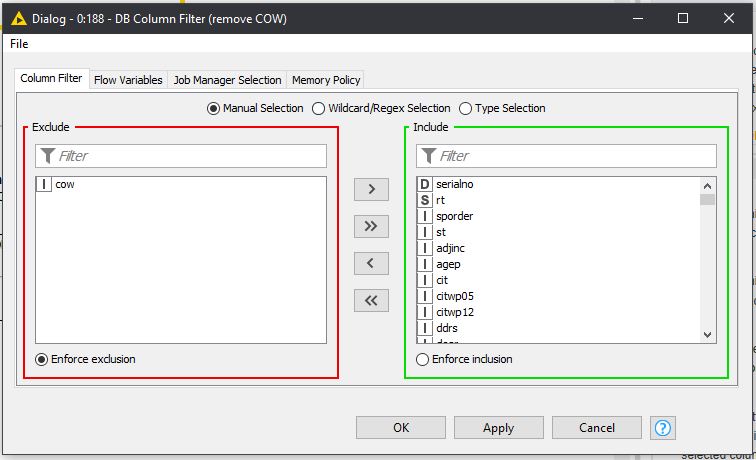 Dialog - 0:188 - DB Column Filter (remove COW)
File
Column Filter Flow Variables Job Manager Selection Memory Policy
Manual Selection Wildcard/Regex Selection Type Selection
Exclude
Filter
I cow
Enforce exclusion
>
>>
<
<<
Include
Filter
D serialno
S rt
I sporder
I st
I adjinc
I agep
I cit
I citwp05
I citwp12
I ddrs
Enforce inclusion
OK Apply Cancel ?
selected colu